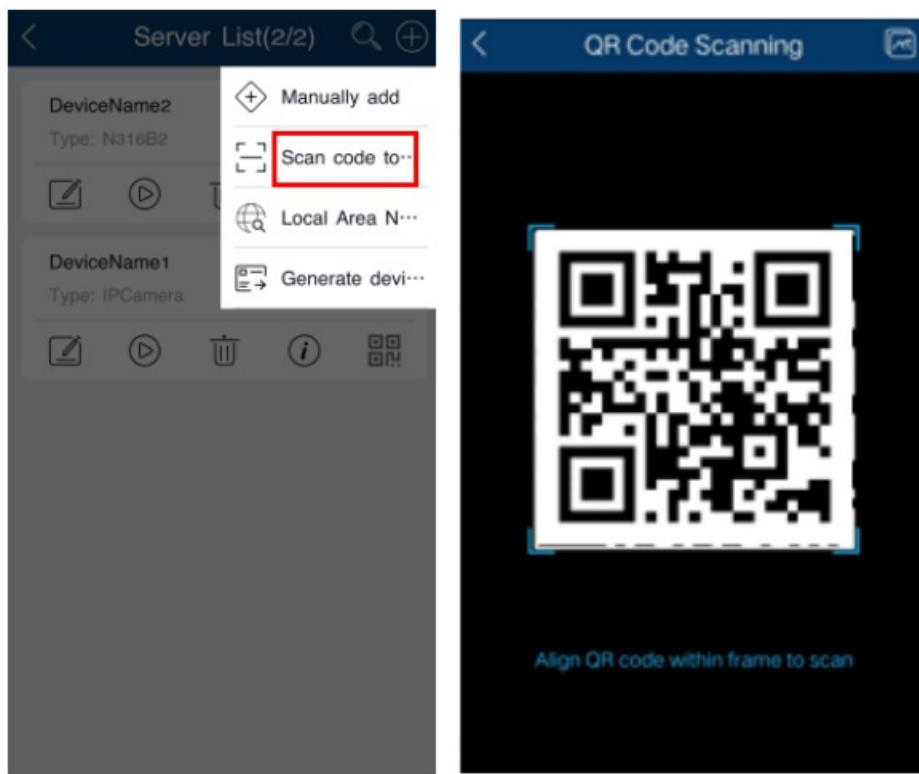 Server List(2/2)
DeviceName2
Type: N316B2
Manually add
Scan code to···
Local Area N···
Generate devi···
DeviceName1
Type: IPCamera
QR Code Scanning
Align QR code within frame to scan